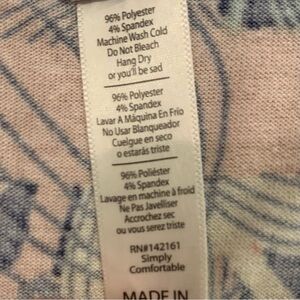 96% Polyester
4% Spandex
Machine Wash Cold
Do Not Bleach
Hang Dry
or you'll be sad
96% Polyester
4% Spandex
Lavar A Máquina En Frio
No Usar Blanqueador
Cuelgue en seco
o estarás triste
96% Poliéster
4% Spandex
Lavage en machine à froid
Ne Pas Javelliser
Accrochez sec
ou vous serez triste
RN#142161
Simply
Comfortable
MADE IN